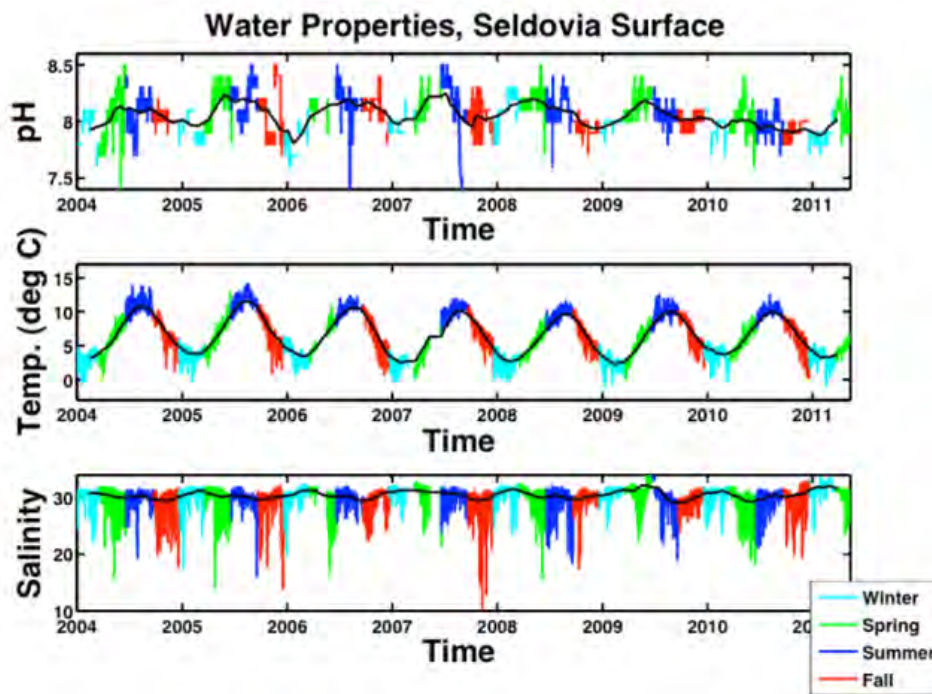 Water Properties, Seldovia Surface
8.5
8
7.5
pH
2004 2005 2006 2007 2008 2009 2010 2011
Time
15
10
5
0
Temp. (deg C)
2004 2005 2006 2007 2008 2009 2010 2011
Time
30
20
10
Salinity
2004 2005 2006 2007 2008 2009 2010
Time
Winter
Spring
Summer
Fall